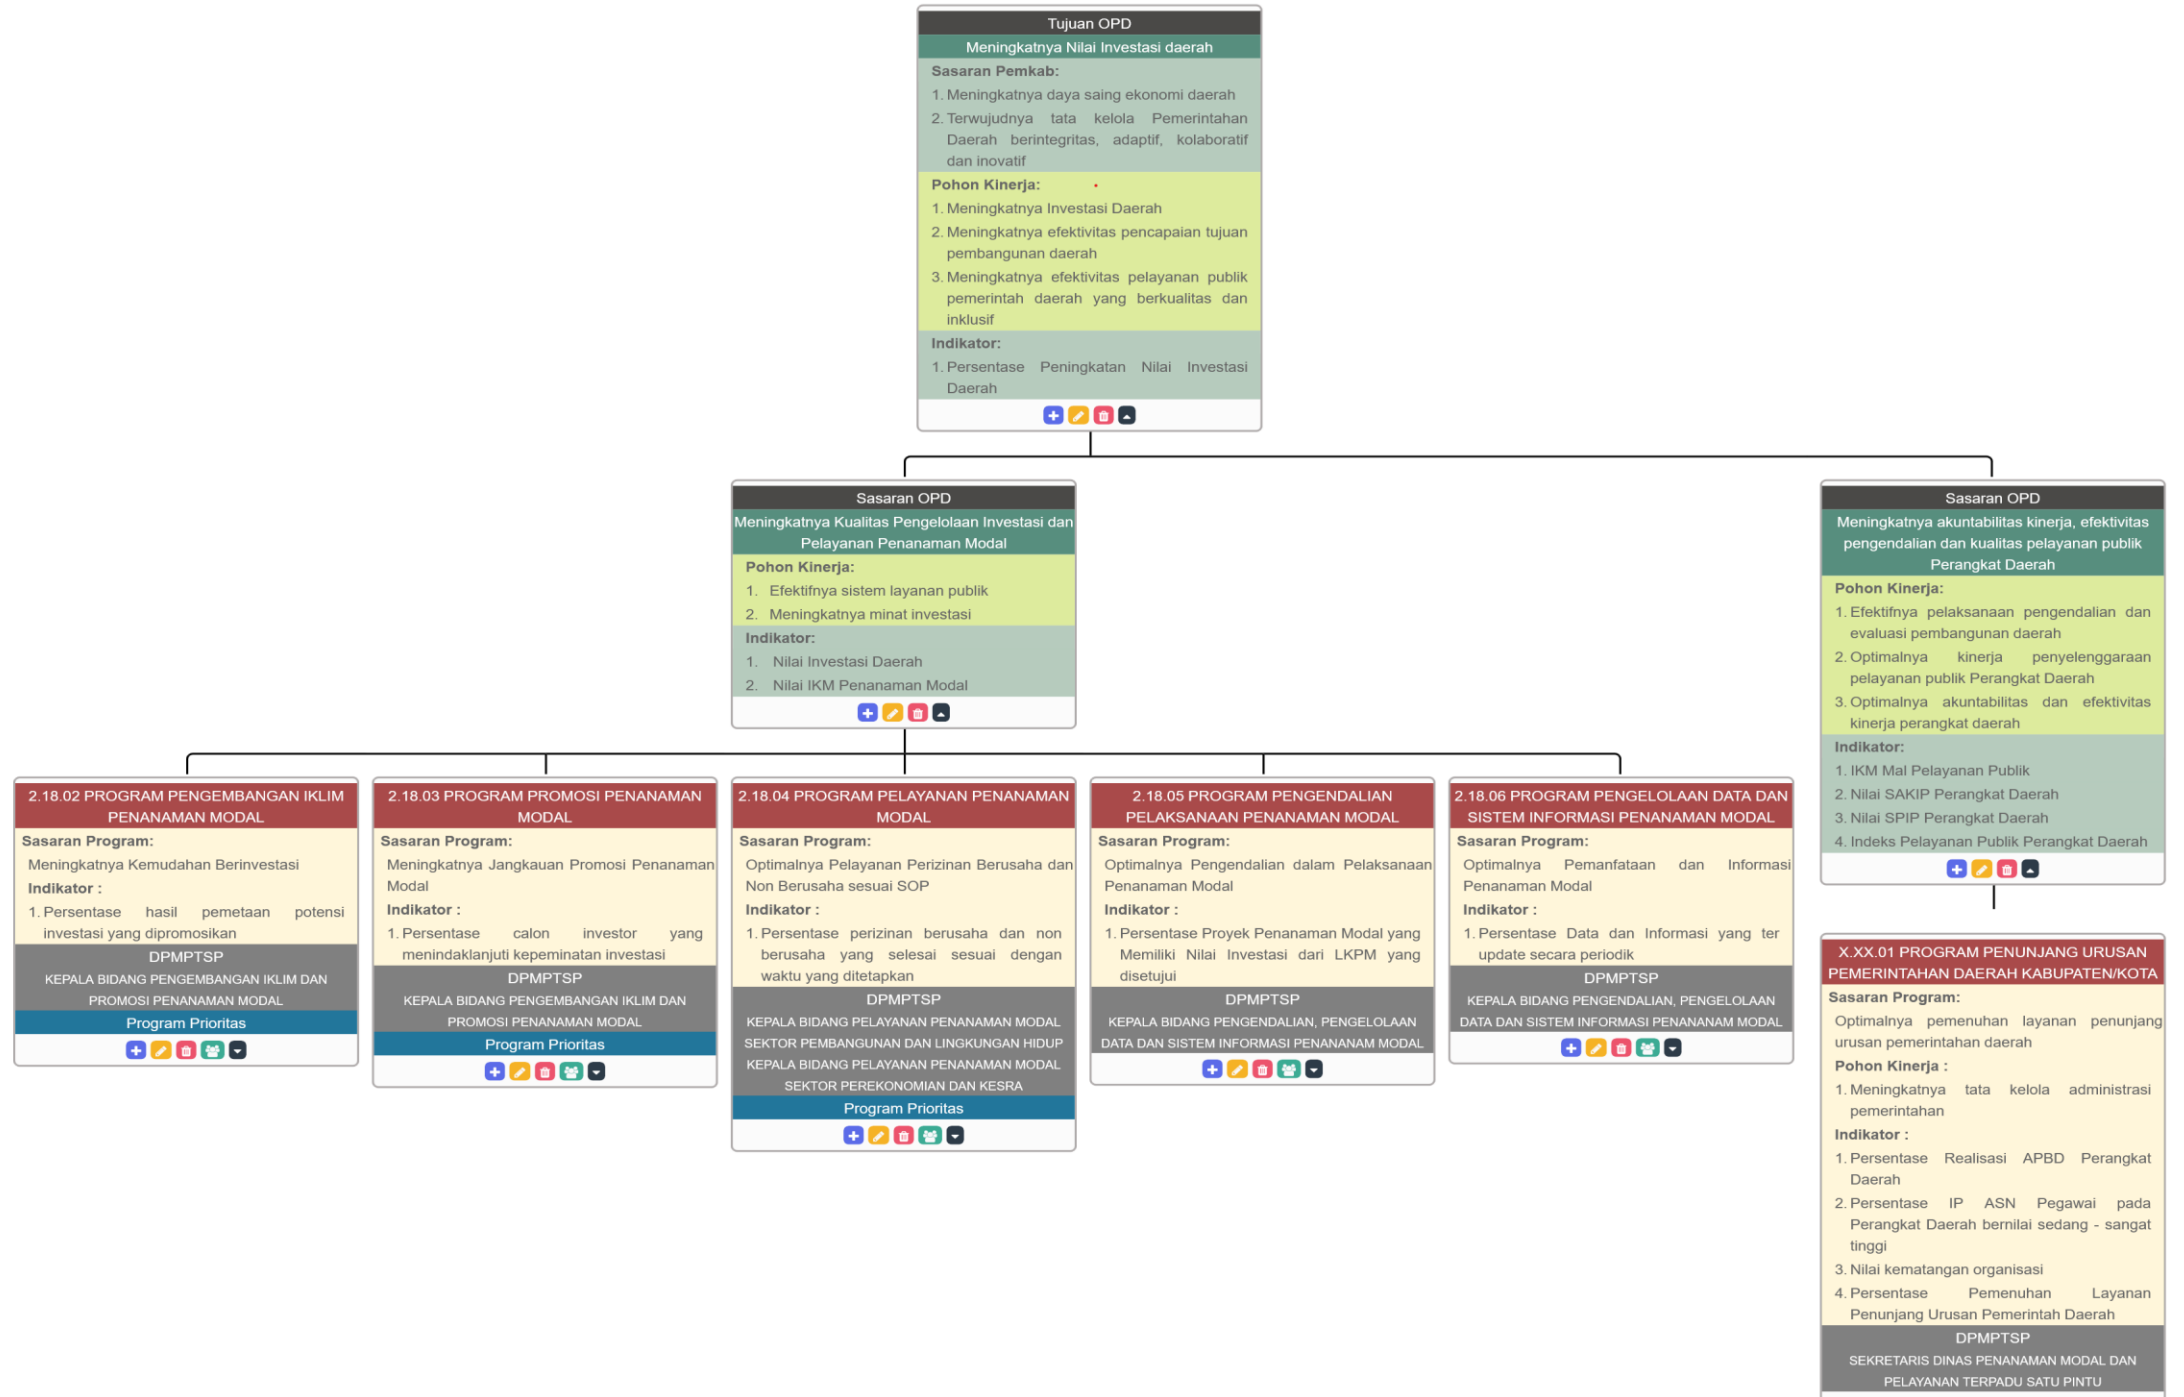 Tujuan OPD
Meningkatnya Nilai Investasi daerah
Sasaran Pemkab:
1. Meningkatnya daya saing ekonomi daerah
2. Terwujudnya tata kelola Pemerintahan
Daerah berintegritas, adaptif, kolaboratif
dan inovatif
Pohon Kinerja:
1. Meningkatnya Investasi Daerah
2. Meningkatnya efektivitas pencapaian tujuan
pembangunan daerah
3. Meningkatnya efektivitas pelayanan publik
pemerintah daerah yang berkualitas dan
inklusif
Indikator:
1. Persentase Peningkatan Nilai Investasi
Daerah
Sasaran OPD
Meningkatnya Kualitas Pengelolaan Investasi dan
Pelayanan Penanaman Modal
Pohon Kinerja:
1. Efektifnya sistem layanan publik
2. Meningkatnya minat investasi
Indikator:
1. Nilai Investasi Daerah
2. Nilai IKM Penanaman Modal
Sasaran OPD
Meningkatnya akuntabilitas kinerja, efektivitas
pengendalian dan kualitas pelayanan publik
Perangkat Daerah
Pohon Kinerja:
1. Efektifnya pelaksanaan pengendalian dan
evaluasi pembangunan daerah
2. Optimalnya kinerja penyelenggaraan
pelayanan publik Perangkat Daerah
3. Optimalnya akuntabilitas dan efektivitas
kinerja perangkat daerah
Indikator:
1. IKM Mal Pelayanan Publik
2. Nilai SAKIP Perangkat Daerah
3. Nilai SPIP Perangkat Daerah
4. Indeks Pelayanan Publik Perangkat Daerah
2.18.02 PROGRAM PENGEMBANGAN IKLIM
PENANAMAN MODAL
Sasaran Program:
Meningkatnya Kemudahan Berinvestasi
Indikator :
1. Persentase hasil pemetaan potensi
investasi yang dipromosikan
DPMPTSP
KEPALA BIDANG PENGEMBANGAN IKLIM DAN
PROMOSI PENANAMAN MODAL
Program Prioritas
2.18.03 PROGRAM PROMOSI PENANAMAN
MODAL
Sasaran Program:
Meningkatnya Jangkauan Promosi Penanaman
Modal
Indikator :
1. Persentase calon investor yang
menindaklanjuti kepeminatan investasi
DPMPTSP
KEPALA BIDANG PENGEMBANGAN IKLIM DAN
PROMOSI PENANAMAN MODAL
Program Prioritas
2.18.04 PROGRAM PELAYANAN PENANAMAN
MODAL
Sasaran Program:
Optimalnya Pelayanan Perizinan Berusaha dan
Non Berusaha sesuai SOP
Indikator :
1. Persentase perizinan berusaha dan non
berusaha yang selesai sesuai dengan
waktu yang ditetapkan
DPMPTSP
KEPALA BIDANG PELAYANAN PENANAMAN MODAL
SEKTOR PEMBANGUNAN DAN LINGKUNGAN HIDUP
KEPALA BIDANG PELAYANAN PENANAMAN MODAL
SEKTOR PEREKONOMIAN DAN KESRA
Program Prioritas
2.18.05 PROGRAM PENGENDALIAN
PELAKSANAAN PENANAMAN MODAL
Sasaran Program:
Optimalnya Pengendalian dalam Pelaksanaan
Penanaman Modal
Indikator :
1. Persentase Proyek Penanaman Modal yang
Memiliki Nilai Investasi dari LKPM yang
disetujui
DPMPTSP
KEPALA BIDANG PENGENDALIAN, PENGELOLAAN
DATA DAN SISTEM INFORMASI PENANANAM MODAL
2.18.06 PROGRAM PENGELOLAAN DATA DAN
SISTEM INFORMASI PENANAMAN MODAL
Sasaran Program:
Optimalnya Pemanfataan dan Informasi
Penanaman Modal
Indikator :
1. Persentase Data dan Informasi yang ter
update secara periodik
DPMPTSP
KEPALA BIDANG PENGENDALIAN, PENGELOLAAN
DATA DAN SISTEM INFORMASI PENANANAM MODAL
X.XX.01 PROGRAM PENUNJANG URUSAN
PEMERINTAHAN DAERAH KABUPATEN/KOTA
Sasaran Program:
Optimalnya pemenuhan layanan penunjang
urusan pemerintahan daerah
Pohon Kinerja :
1. Meningkatnya tata kelola administrasi
pemerintahan
Indikator :
1. Persentase Realisasi APBD Perangkat
Daerah
2. Persentase IP ASN Pegawai pada
Perangkat Daerah bernilai sedang - sangat
tinggi
3. Nilai kematangan organisasi
4. Persentase Pemenuhan Layanan
Penunjang Urusan Pemerintah Daerah
DPMPTSP
SEKRETARIS DINAS PENANAMAN MODAL DAN
PELAYANAN TERPADU SATU PINTU